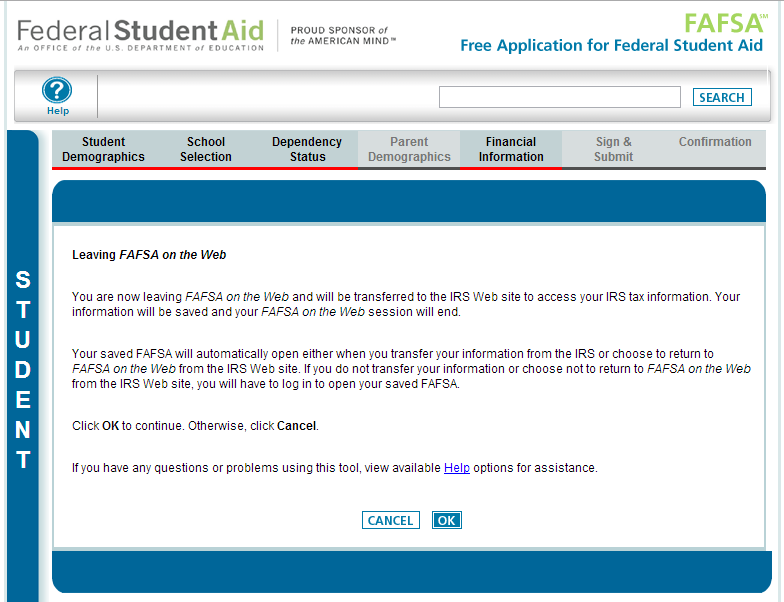 Federal Student Aid
An OFFICE of the U.S. DEPARTMENT of EDUCATION
PROUD SPONSOR of
the AMERICAN MIND™
FAFSA℠
Free Application for Federal Student Aid
?
Help
SEARCH
Student
Demographics
School
Selection
Dependency
Status
Parent
Demographics
Financial
Information
Sign &
Submit
Confirmation
STUDENT
Leaving FAFSA on the Web
You are now leaving FAFSA on the Web and will be transferred to the IRS Web site to access your IRS tax information. Your
information will be saved and your FAFSA on the Web session will end.
Your saved FAFSA will automatically open either when you transfer your information from the IRS or choose to return to
FAFSA on the Web from the IRS Web site. If you do not transfer your information or choose not to return to FAFSA on the Web
from the IRS Web site, you will have to log in to open your saved FAFSA.
Click OK to continue. Otherwise, click Cancel.
If you have any questions or problems using this tool, view available Help options for assistance.
CANCEL
OK